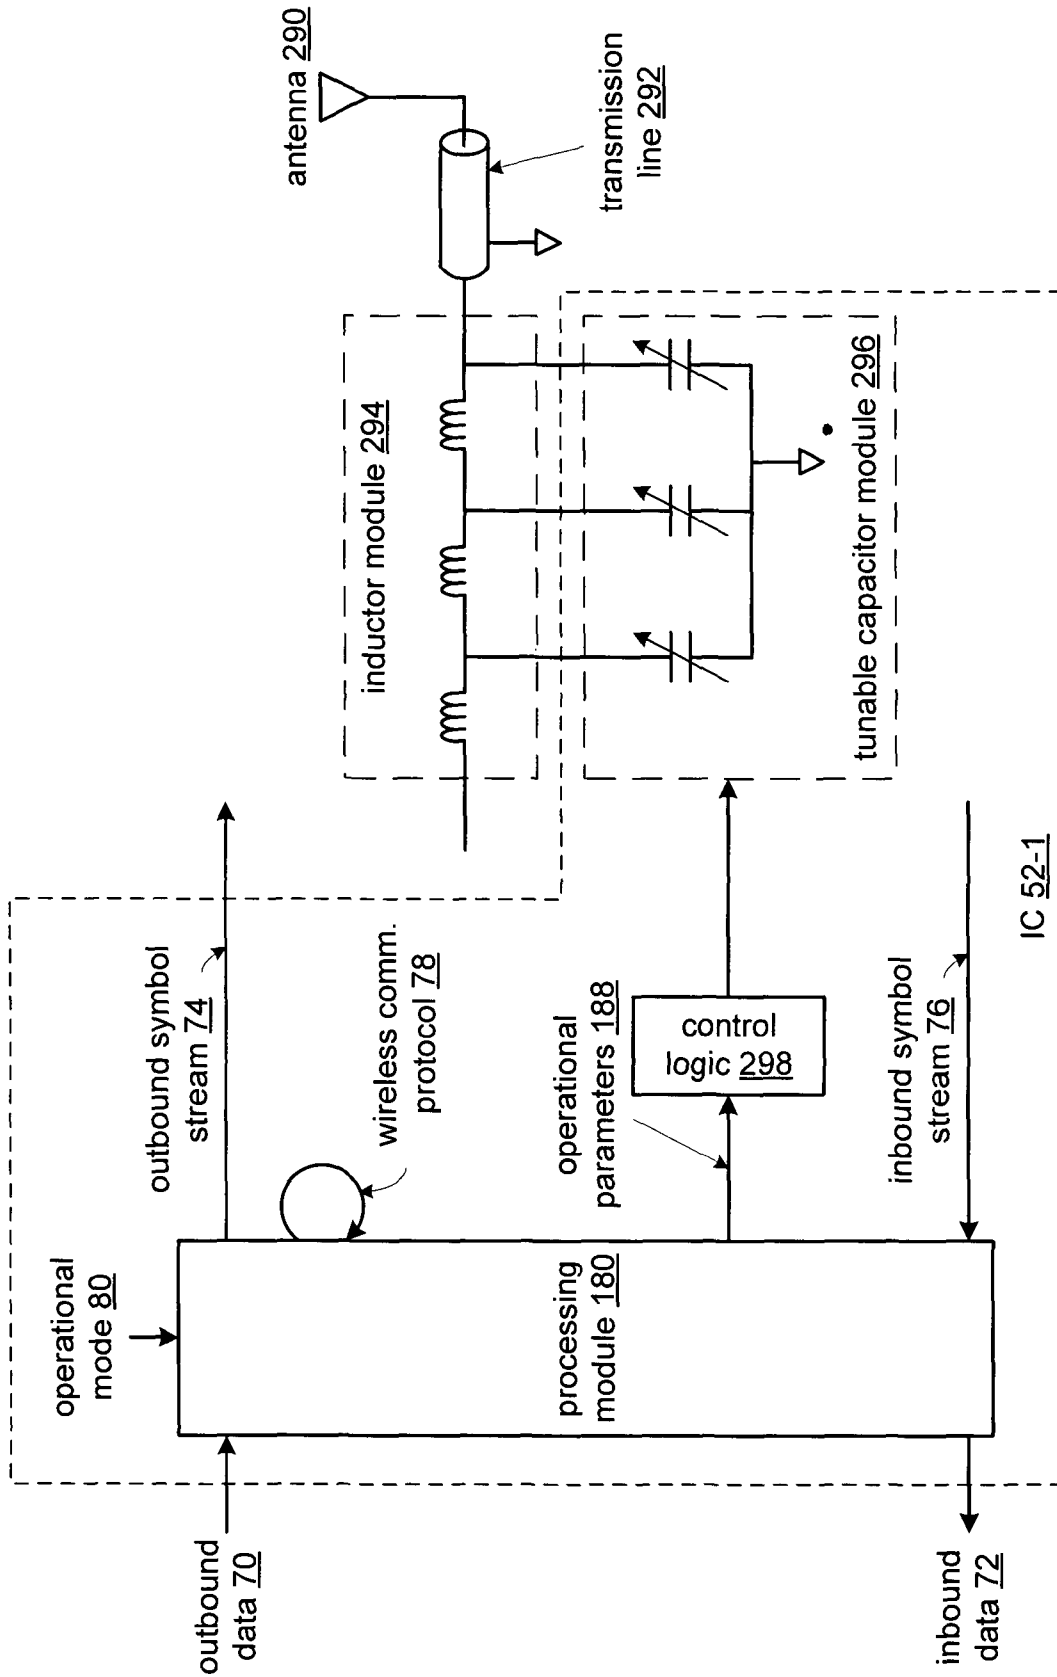 outbound
data 70
operational
mode 80
outbound symbol
stream 74
antenna 290
inductor module 294
wireless comm.
protocol 78
transmission
line 292
processing
module 180
operational
parameters 188
control
logic 298
tunable capacitor module 296
inbound symbol
stream 76
inbound
data 72
IC 52-1